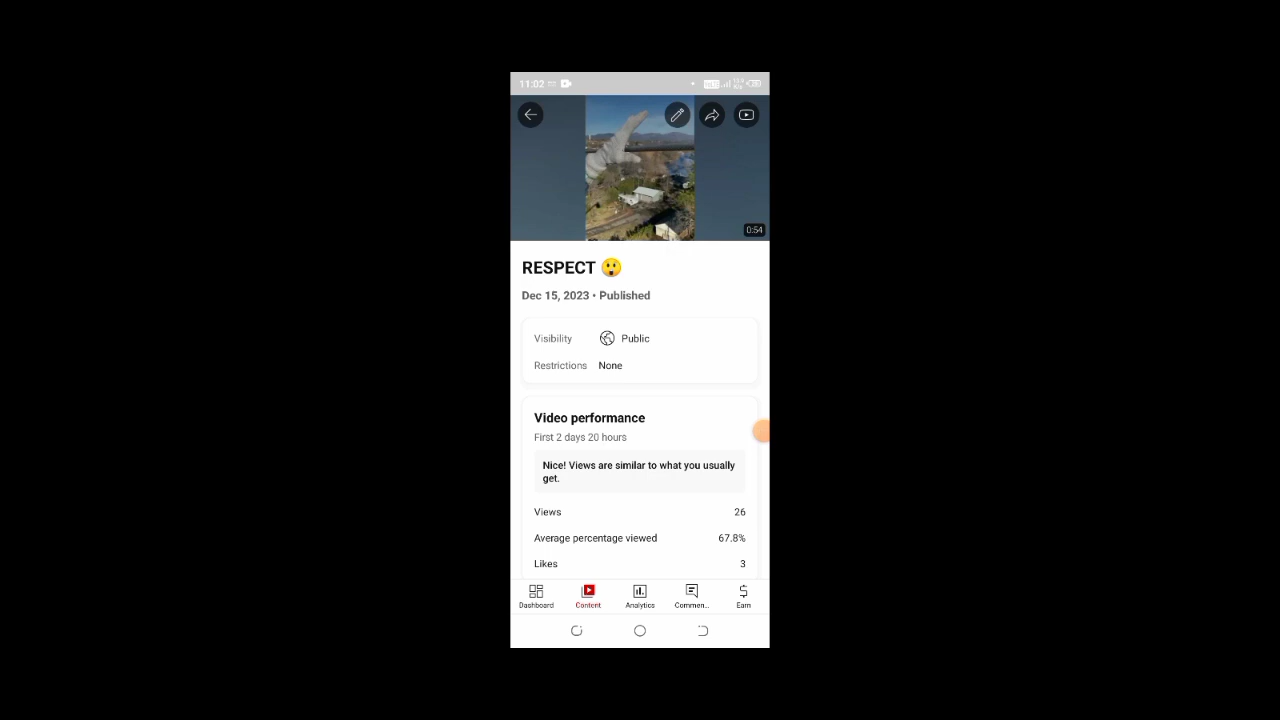 11:02
0:54
RESPECT 😲
Dec 15, 2023 • Published
Visibility Public
Restrictions None
Video performance
First 2 days 20 hours
Nice! Views are similar to what you usually
get.
Views 26
Average percentage viewed 67.8%
Likes 3
Dashboard Content Analytics Commen... Earn